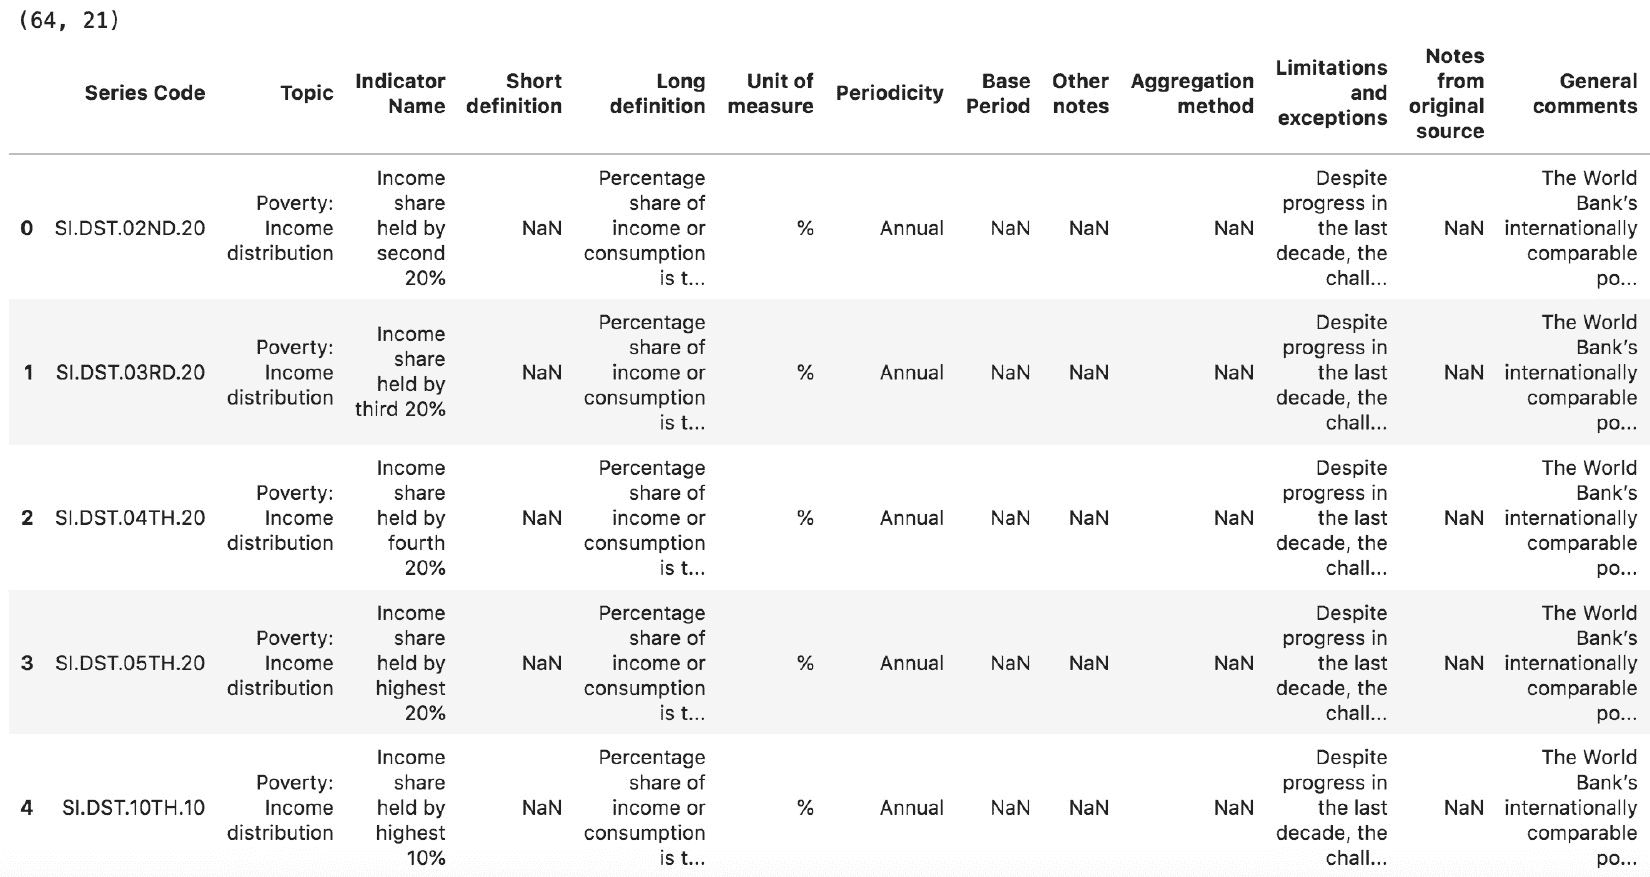 (64, 21)
Series Code Topic Indicator Name Short definition Long definition Unit of measure Periodicity Base Period Other notes Aggregation method Limitations and exceptions Notes from original source General comments
0 SI.DST.02ND.20 Poverty: Income distribution Income share held by second 20% NaN Percentage share of income or consumption is t... % Annual NaN NaN NaN Despite progress in the last decade, the chall... NaN The World Bank's internationally comparable po...
1 SI.DST.03RD.20 Poverty: Income distribution Income share held by third 20% NaN Percentage share of income or consumption is t... % Annual NaN NaN NaN Despite progress in the last decade, the chall... NaN The World Bank's internationally comparable po...
2 SI.DST.04TH.20 Poverty: Income distribution Income share held by fourth 20% NaN Percentage share of income or consumption is t... % Annual NaN NaN NaN Despite progress in the last decade, the chall... NaN The World Bank's internationally comparable po...
3 SI.DST.05TH.20 Poverty: Income distribution Income share held by highest 20% NaN Percentage share of income or consumption is t... % Annual NaN NaN NaN Despite progress in the last decade, the chall... NaN The World Bank's internationally comparable po...
4 SI.DST.10TH.10 Poverty: Income distribution Income share held by highest 10% NaN Percentage share of income or consumption is t... % Annual NaN NaN NaN Despite progress in the last decade, the chall... NaN The World Bank's internationally comparable po...